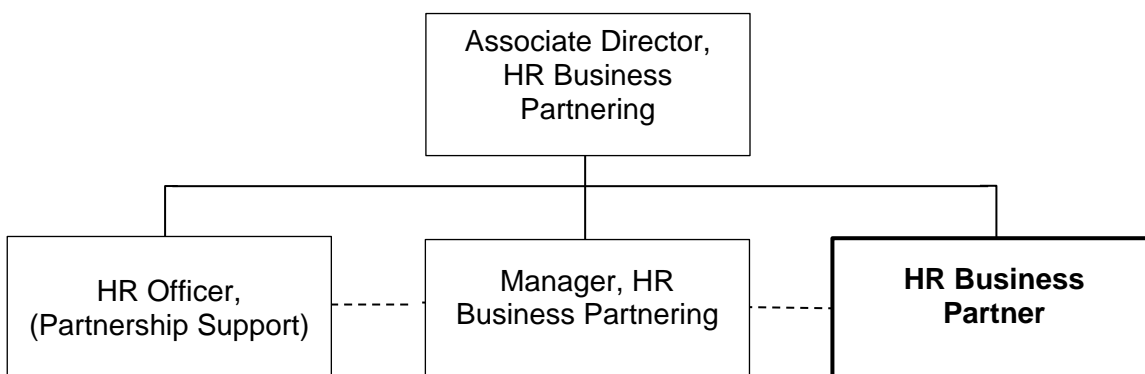 Associate Director,
HR Business
Partnering
HR Officer,
(Partnership Support)
Manager, HR
Business Partnering
HR Business
Partner